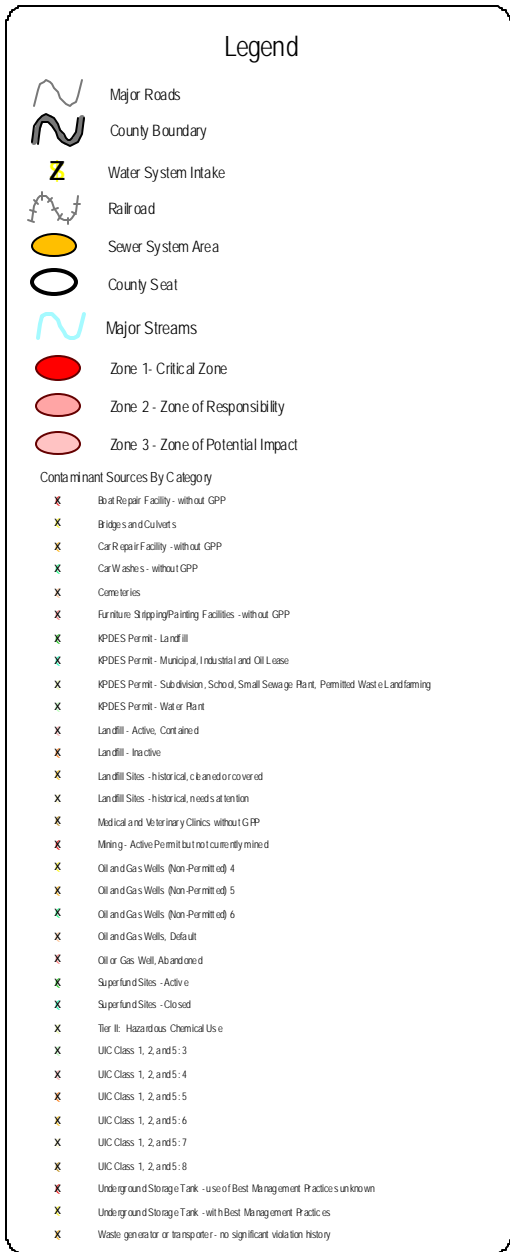 Legend
Major Roads
County Boundary
Z Water System Intake
Railroad
Sewer System Area
County Seat
Major Streams
Zone 1- Critical Zone
Zone 2 - Zone of Responsibility
Zone 3 - Zone of Potential Impact
Contaminant Sources By Category
X Boat Repair Facility - without GPP
X Bridges and Culverts
X Car Repair Facility - without GPP
X Car Washes - without GPP
X Cemeteries
X Furniture Stripping/Painting Facilities - without GPP
X KPDES Permit - Landfill
X KPDES Permit - Municipal, Industrial and Oil Lease
X KPDES Permit - Subdivision, School, Small Sewage Plant, Permitted Waste Landfarming
X KPDES Permit - Water Plant
X Landfill - Active, Contained
X Landfill - Inactive
X Landfill Sites - historical, cleaned or covered
X Landfill Sites - historical, needs attention
X Medical and Veterinary Clinics without GPP
X Mining - Active Permit but not currently mined
X Oil and Gas Wells (Non-Permitted) 4
X Oil and Gas Wells (Non-Permitted) 5
X Oil and Gas Wells (Non-Permitted) 6
X Oil and Gas Wells, Default
X Oil or Gas Well, Abandoned
X Superfund Sites - Active
X Superfund Sites - Closed
X Tier II: Hazardous Chemical Use
X UIC Class 1, 2, and 5: 3
X UIC Class 1, 2, and 5: 4
X UIC Class 1, 2, and 5: 5
X UIC Class 1, 2, and 5: 6
X UIC Class 1, 2, and 5: 7
X UIC Class 1, 2, and 5: 8
X Underground Storage Tank - use of Best Management Practices unknown
X Underground Storage Tank - with Best Management Practices
X Waste generator or transporter - no significant violation history